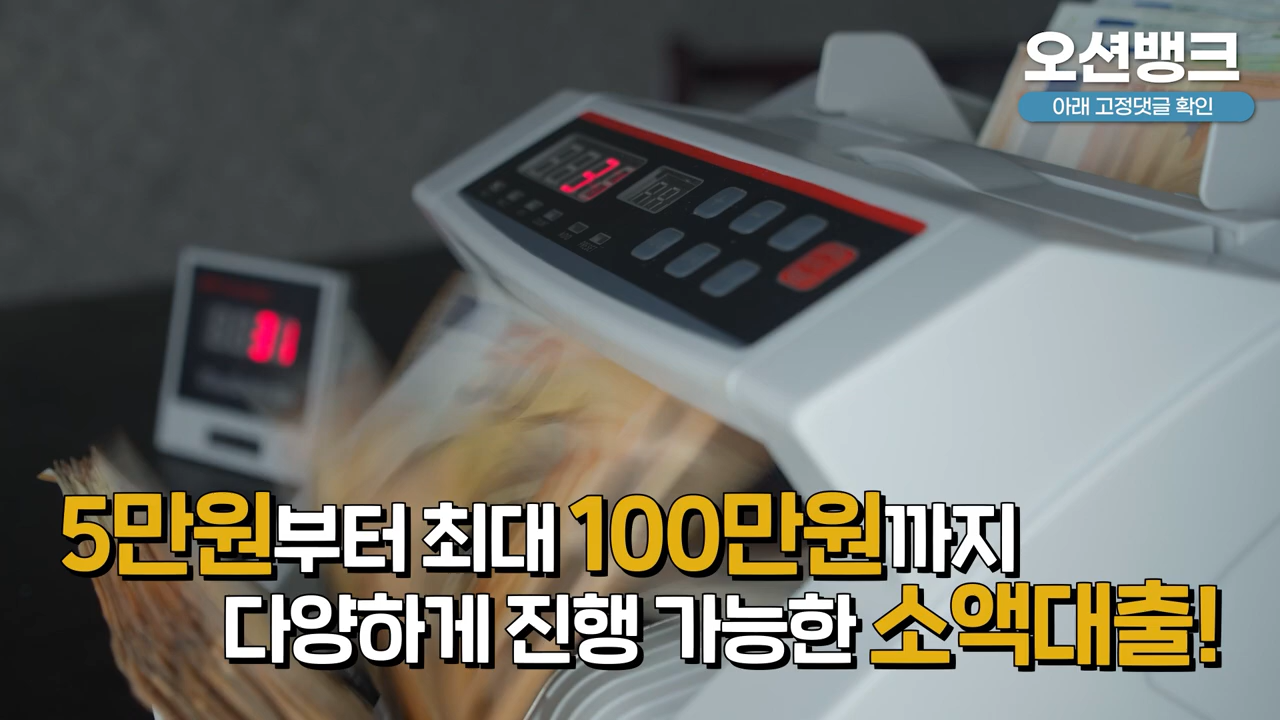 오션뱅크
아래 고정댓글 확인
3
31
5만원부터 최대 100만원까지
다양하게 진행 가능한 소액대출!